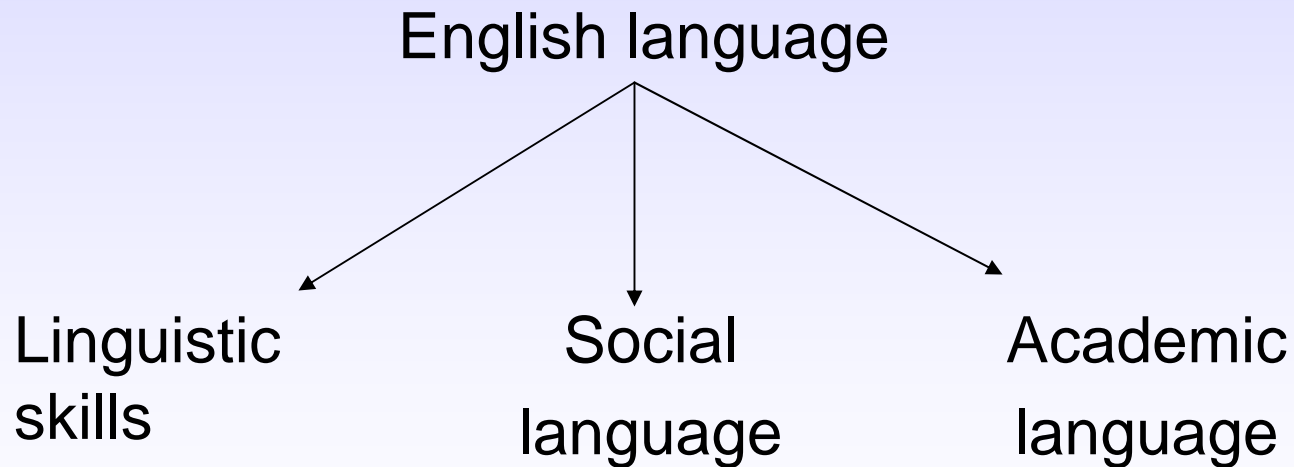 English language
Linguistic
skills
Social
language
Academic
language